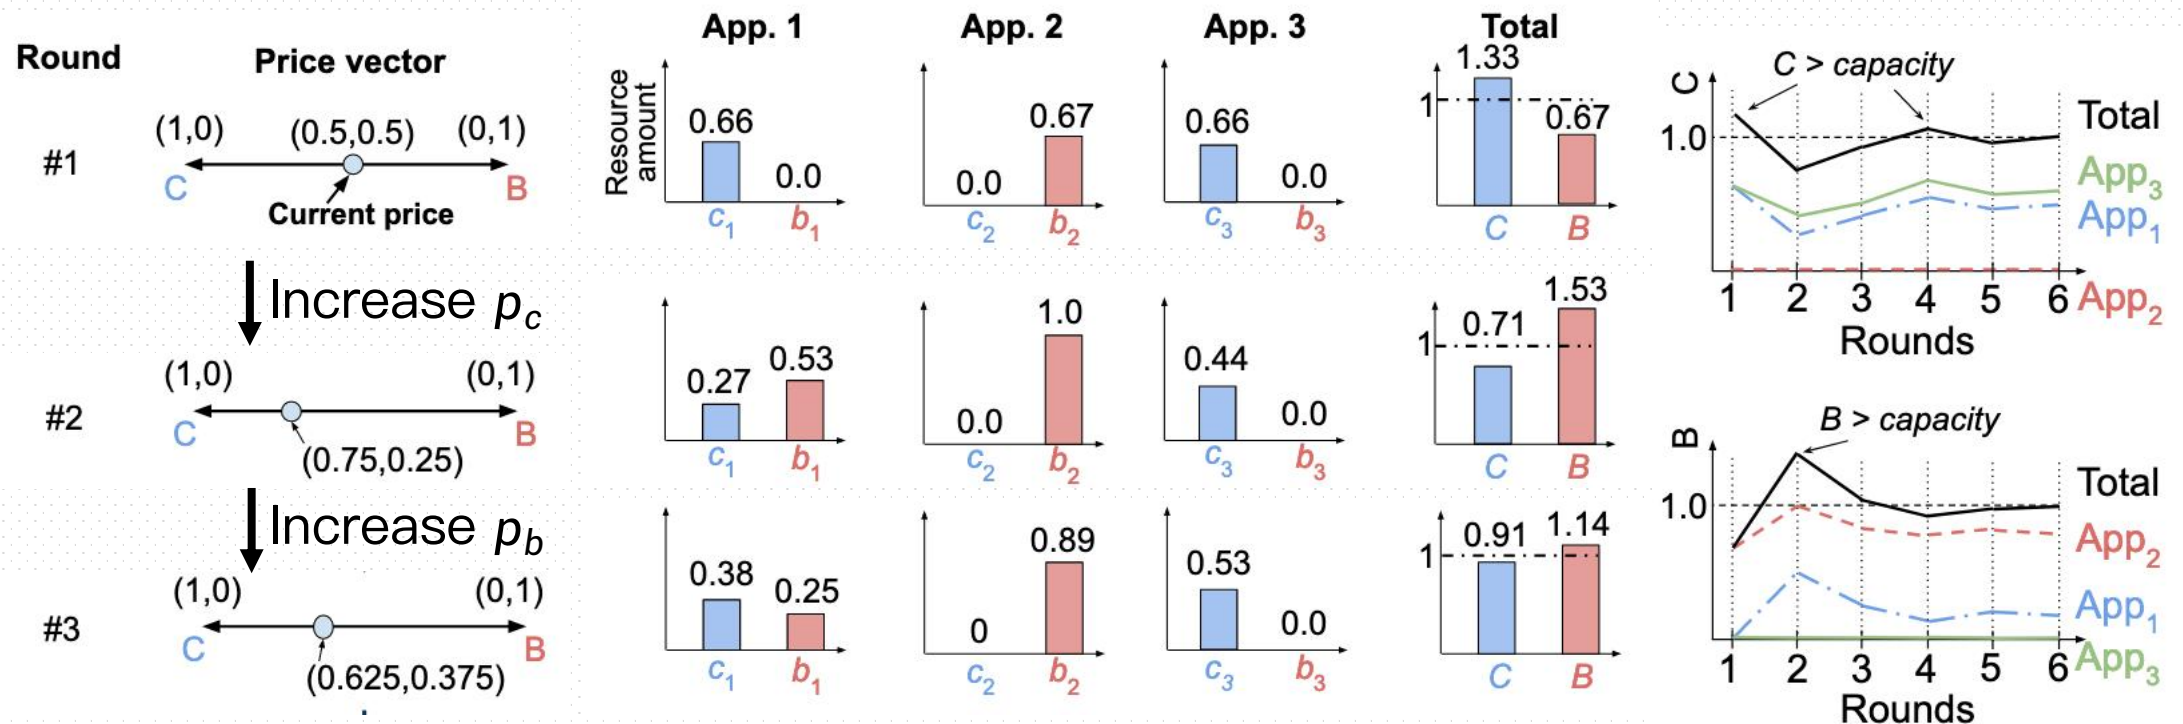 Round
Price vector
#1
(1,0)
(0.5,0.5)
(0,1)
C
B
Current price
Increase pc
#2
(1,0)
(0,1)
C
B
(0.75,0.25)
Increase pb
#3
(1,0)
(0,1)
C
B
(0.625,0.375)
App. 1
App. 2
App. 3
Total
Resource
amount
0.66
0.0
c1
b1
0.0
0.67
c2
b2
0.66
0.0
c3
b3
1.33
1
0.67
C
B
0.27
0.53
c1
b1
0.0
1.0
c2
b2
0.44
0.0
c3
b3
1
0.71
1.53
C
B
0.38
0.25
c1
b1
0
0.89
c2
b2
0.53
0.0
c3
b3
1
0.91
1.14
C
B
C > capacity
C
1.0
Total
App3
App1
App2
1 2 3 4 5 6
Rounds
B > capacity
B
1.0
Total
App2
App1
App3
1 2 3 4 5 6
Rounds